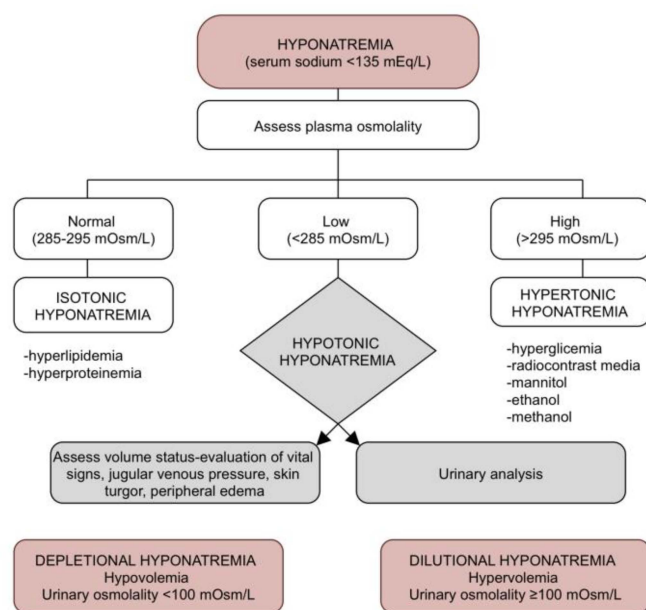 HYPONATREMIA
(serum sodium <135 mEq/L)
Assess plasma osmolality
Normal
(285-295 mOsm/L)
Low
(<285 mOsm/L)
High
(>295 mOsm/L)
ISOTONIC
HYPONATREMIA
HYPERTONIC
HYPONATREMIA
-hyperlipidemia
-hyperproteinemia
HYPOTONIC
HYPONATREMIA
-hyperglicemia
-radiocontrast media
-mannitol
-ethanol
-methanol
Assess volume status-evaluation of vital
signs, jugular venous pressure, skin
turgor, peripheral edema
Urinary analysis
DEPLETIONAL HYPONATREMIA
Hypovolemia
Urinary osmolality <100 mOsm/L
DILUTIONAL HYPONATREMIA
Hypervolemia
Urinary osmolality ≥100 mOsm/L